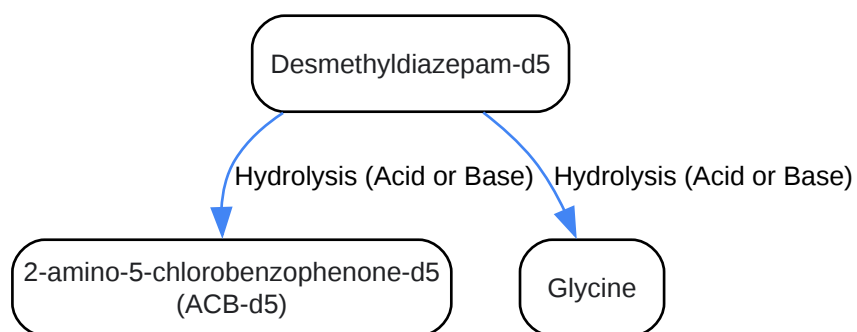 Desmethyldiazepam-d5
Hydrolysis (Acid or Base)
Hydrolysis (Acid or Base)
2-amino-5-chlorobenzophenone-d5
(ACB-d5)
Glycine